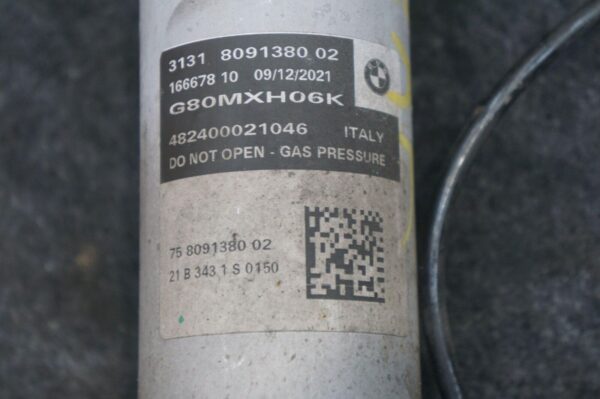 3131 8091380 02
166678 10 09/12/2021
G80MXH06K
482400021046 ITALY
DO NOT OPEN - GAS PRESSURE
75 8091380 02
21 B 343 1 S 0150